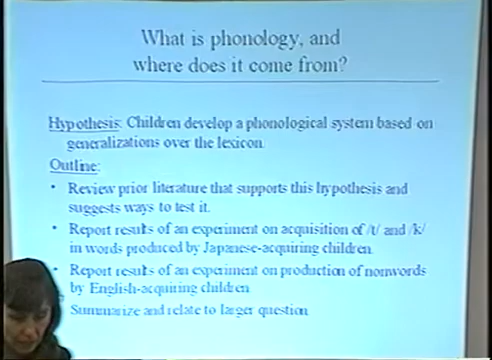 What is phonology, and
where does it come from?
Hypothesis: Children develop a phonological system based on
generalizations over the lexicon.
Outline:
• Review prior literature that supports this hypothesis and
suggests ways to test it.
• Report results of an experiment on acquisition of /t/ and /k/
in words produced by Japanese-acquiring children.
• Report results of an experiment on production of nonwords
by English-acquiring children
Summarize and relate to larger question